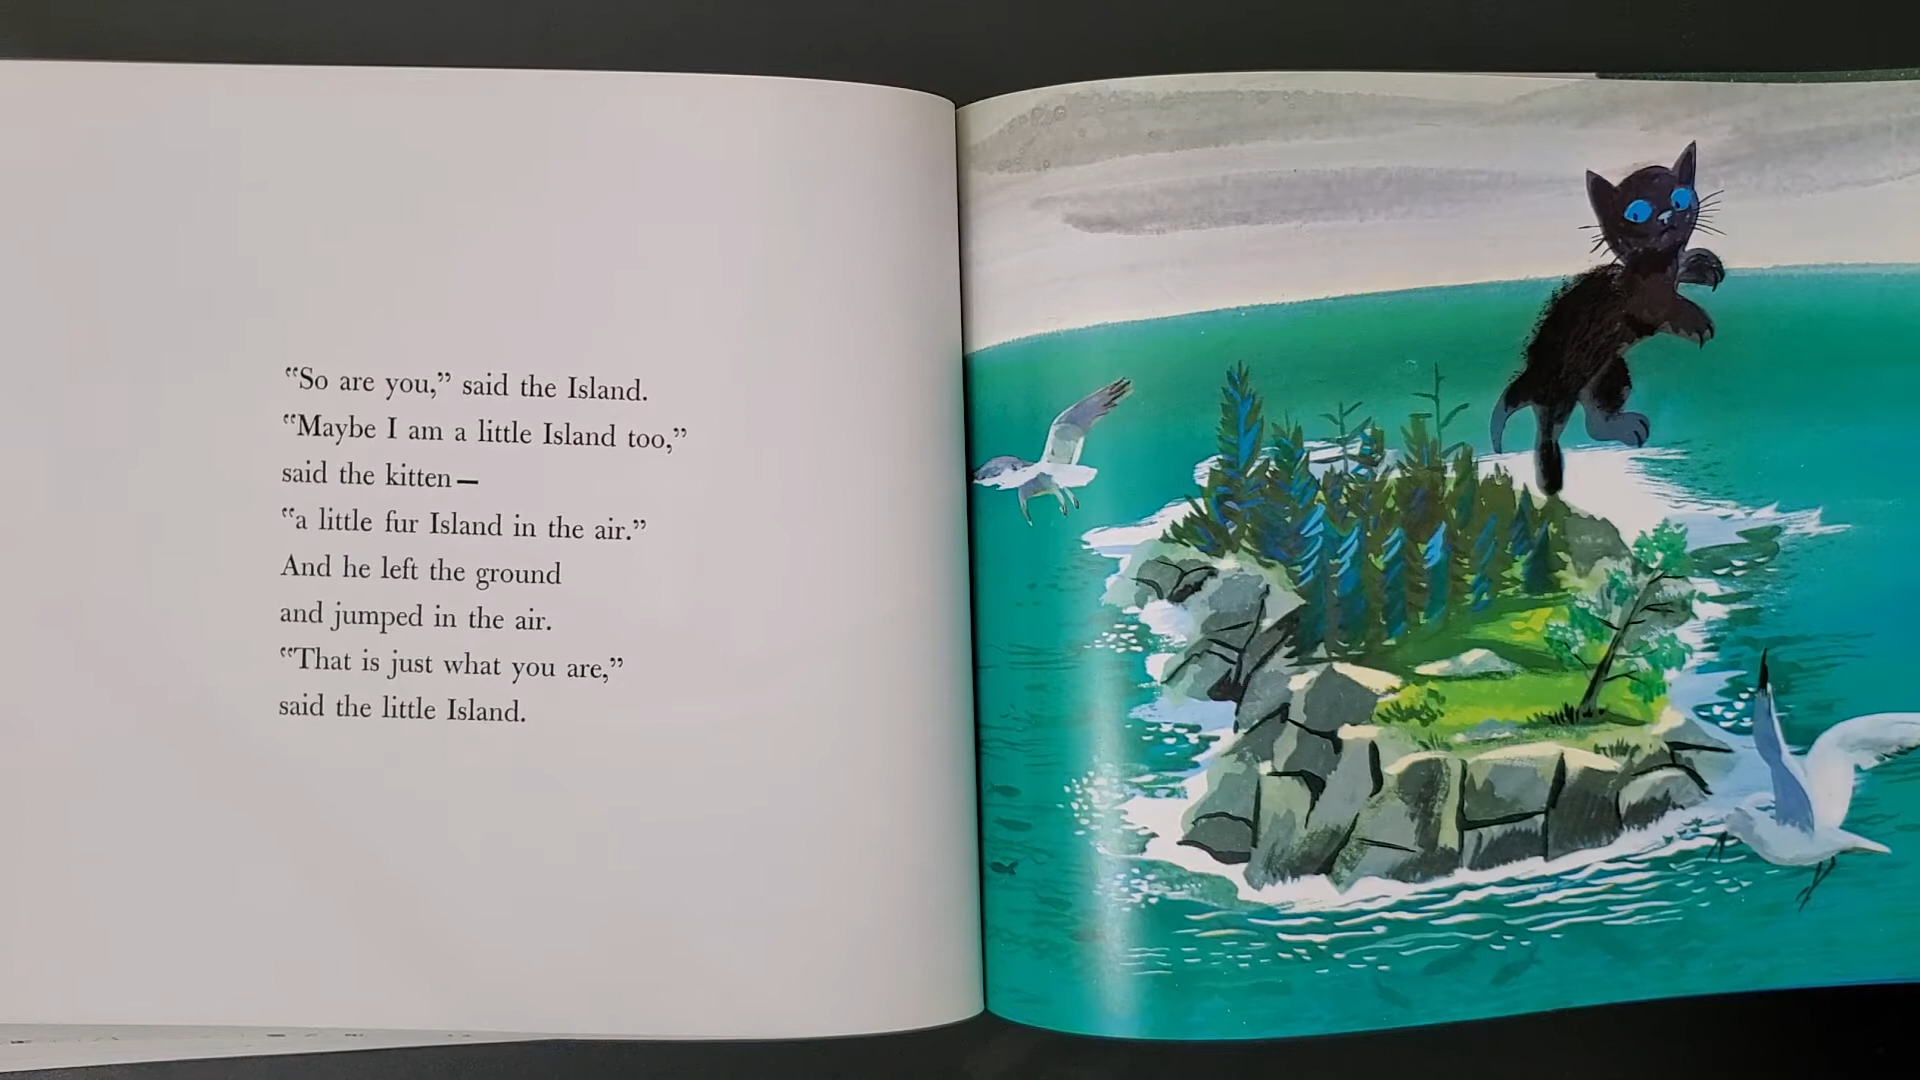 “So are you,” said the Island.
“Maybe I am a little Island too,”
said the kitten—
“a little fur Island in the air.”
And he left the ground
and jumped in the air.
“That is just what you are,”
said the little Island.